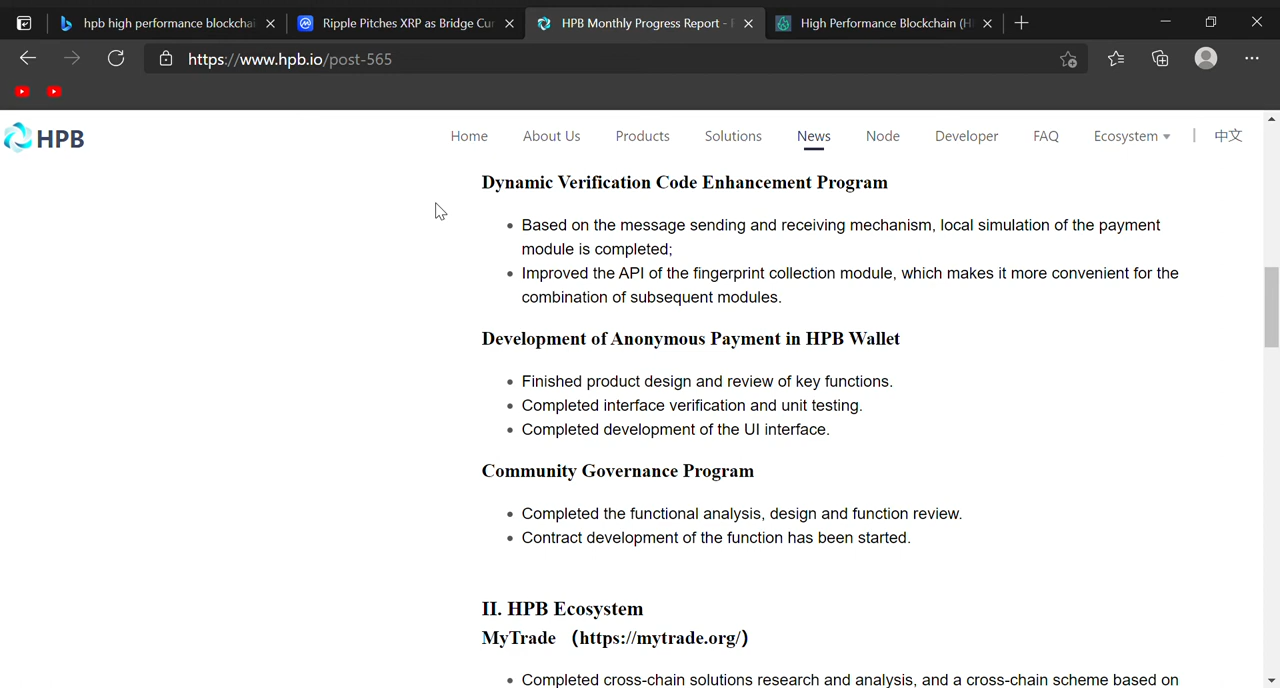 hpb high performance blockchai
Ripple Pitches XRP as Bridge Cur
HPB Monthly Progress Report -
High Performance Blockchain (H
https://www.hpb.io/post-565
HPB
Home
About Us
Products
Solutions
News
Node
Developer
FAQ
Ecosystem
中文
Dynamic Verification Code Enhancement Program
Based on the message sending and receiving mechanism, local simulation of the payment
module is completed;
Improved the API of the fingerprint collection module, which makes it more convenient for the
combination of subsequent modules.
Development of Anonymous Payment in HPB Wallet
Finished product design and review of key functions.
Completed interface verification and unit testing.
Completed development of the UI interface.
Community Governance Program
Completed the functional analysis, design and function review.
Contract development of the function has been started.
II. HPB Ecosystem
MyTrade （https://mytrade.org/）
Completed cross-chain solutions research and analysis, and a cross-chain scheme based on